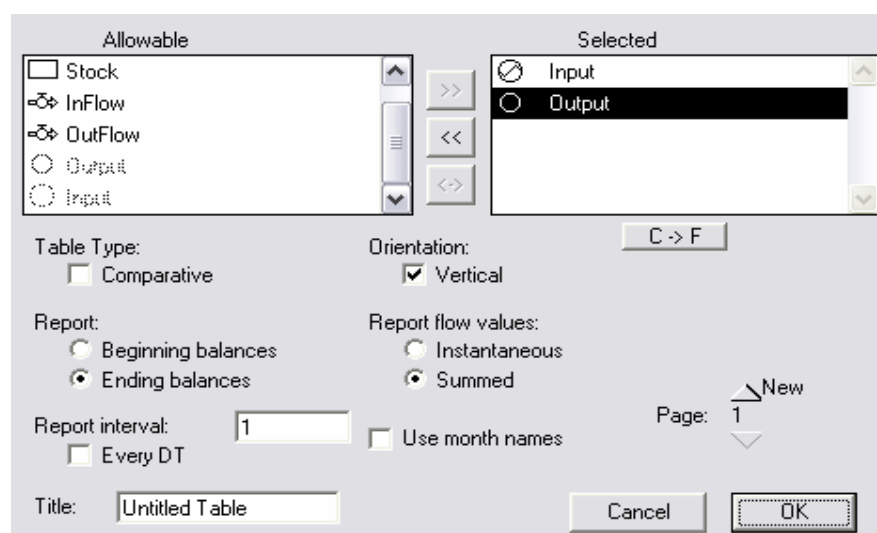 Allowable Selected
Stock
InFlow
OutFlow
Output
Input
>>
<<
<->
Input
Output
C -> F
Table Type:
Comparative
Orientation:
Vertical
Report:
Beginning balances
Ending balances
Report flow values:
Instantaneous
Summed
Report interval: 1
Every DT
Use month names
Page: 1
New
Title: Untitled Table
Cancel
OK